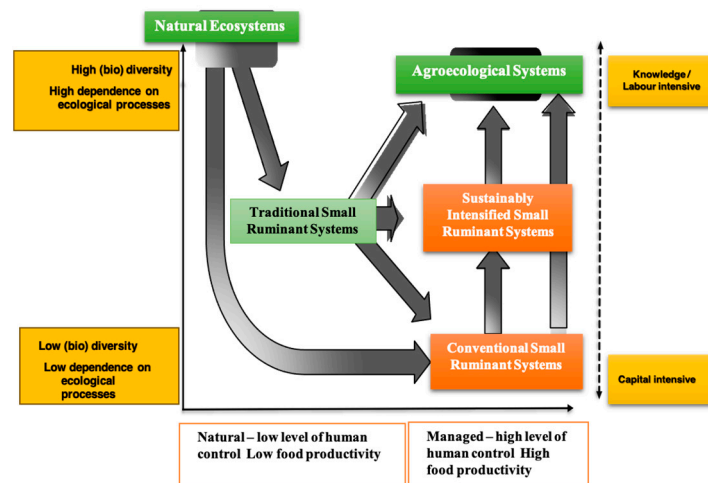 Natural Ecosystems
High (bio) diversity
High dependence on
ecological processes
Agroecological Systems
Knowledge /
Labour intensive
Traditional Small
Ruminant Systems
Sustainably
Intensified Small
Ruminant Systems
Low (bio) diversity
Low dependence on
ecological
processes
Conventional Small
Ruminant Systems
Capital intensive
Natural – low level of human
control Low food productivity
Managed – high level of
human control High
food productivity